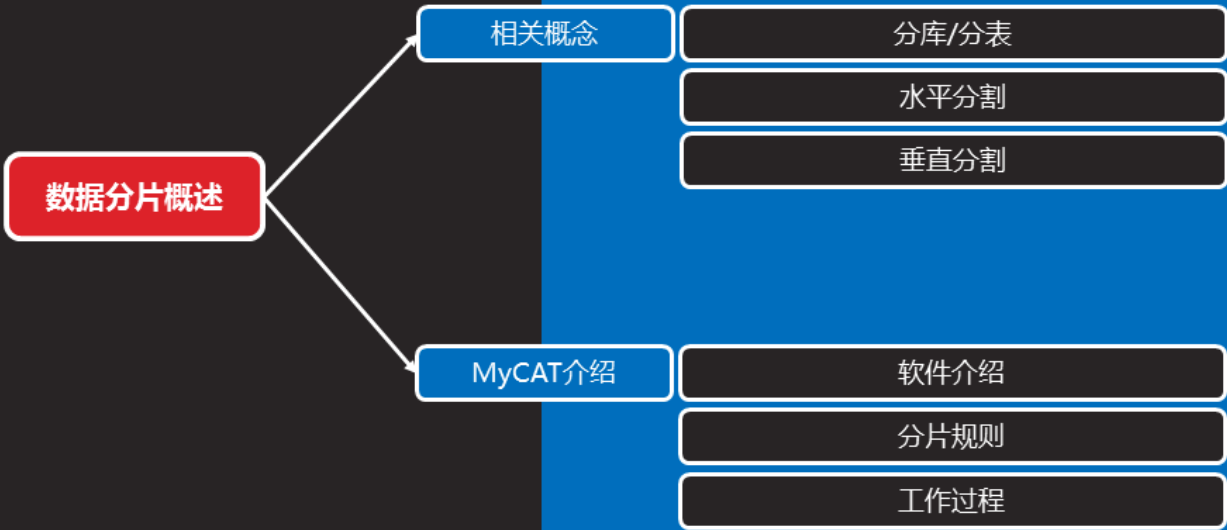 数据分片概述
相关概念
分库/分表
水平分割
垂直分割
MyCAT介绍
软件介绍
分片规则
工作过程